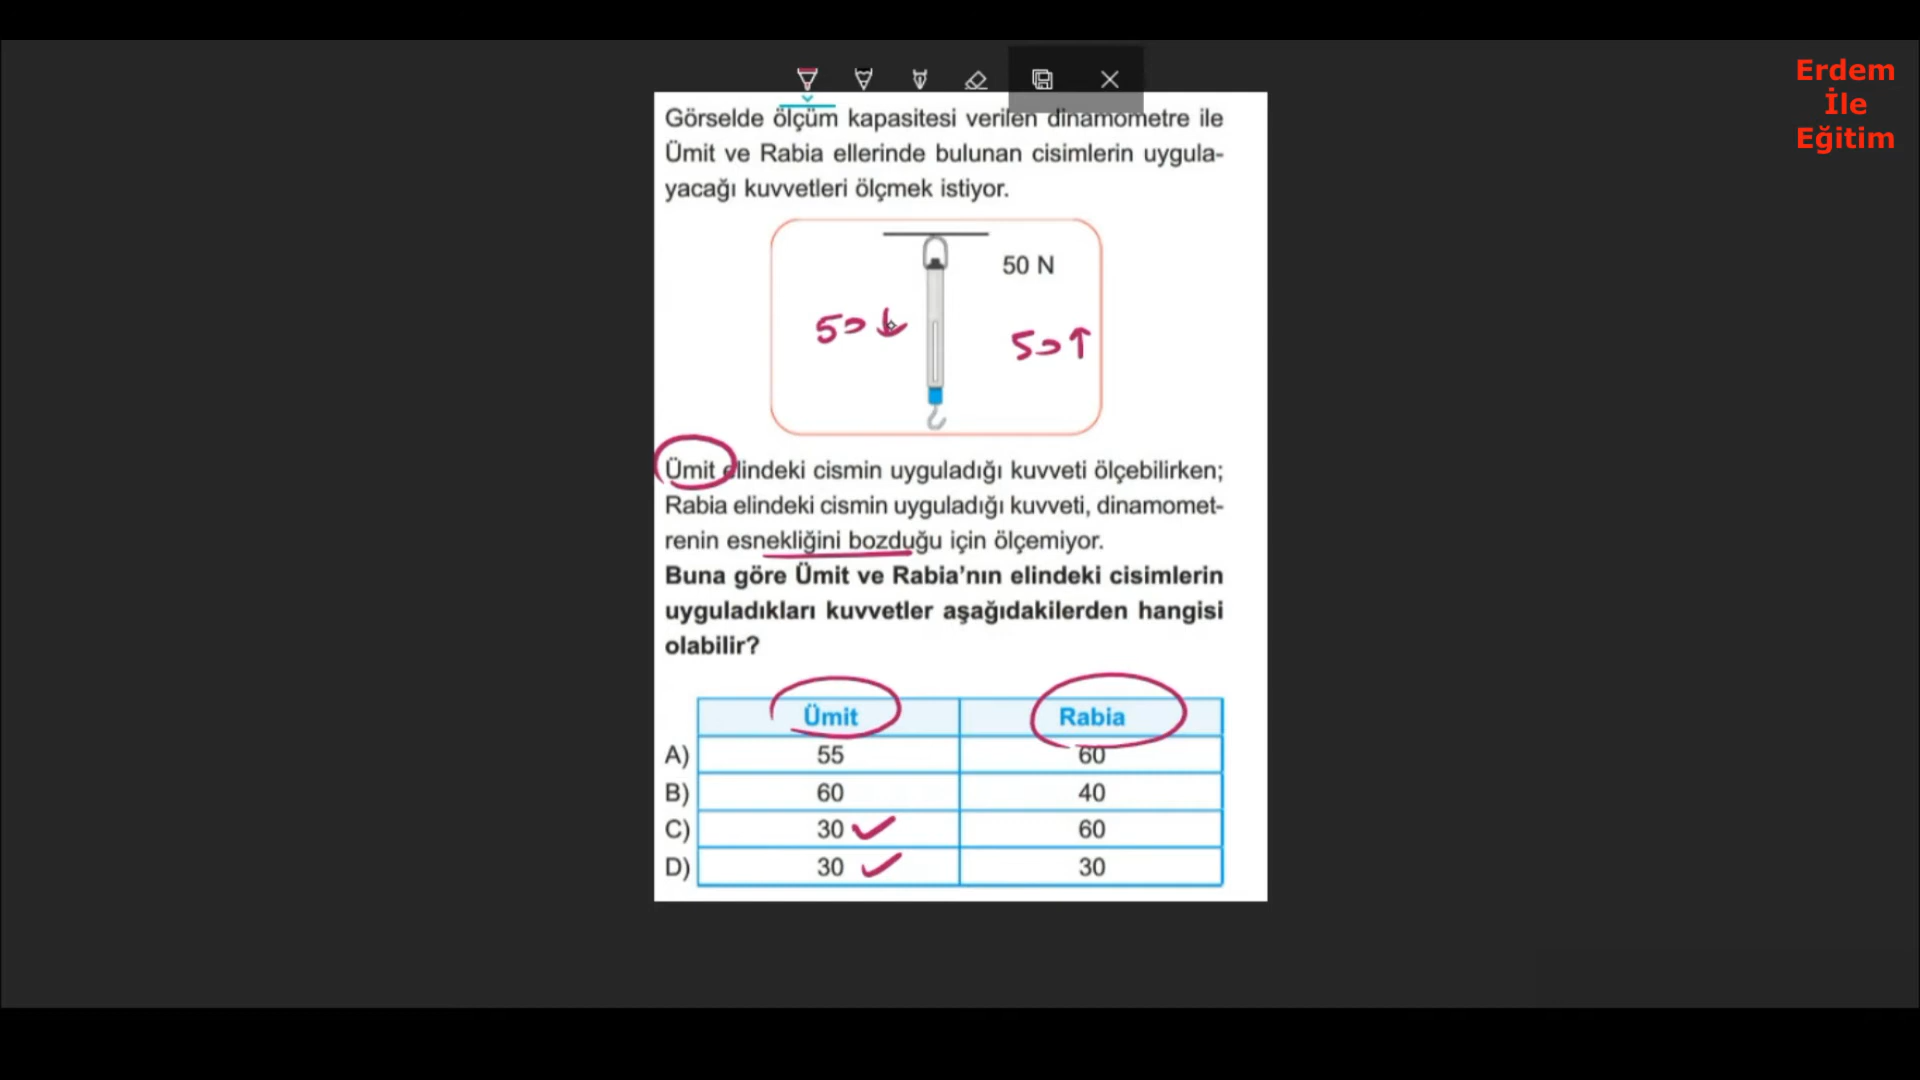 Erdem
İle
Eğitim
Görselde ölçüm kapasitesi verilen dinamometre ile
Ümit ve Rabia ellerinde bulunan cisimlerin uygula-
yacağı kuvvetleri ölçmek istiyor.
50 N
50 ↓
50 ↑
Ümit elindeki cismin uyguladığı kuvveti ölçebilirken;
Rabia elindeki cismin uyguladığı kuvveti, dinamomet-
renin esnekliğini bozduğu için ölçemiyor.
Buna göre Ümit ve Rabia’nın elindeki cisimlerin
uyguladıkları kuvvetler aşağıdakilerden hangisi
olabilir?
Ümit Rabia
A) 55 60
B) 60 40
C) 30 60
D) 30 30